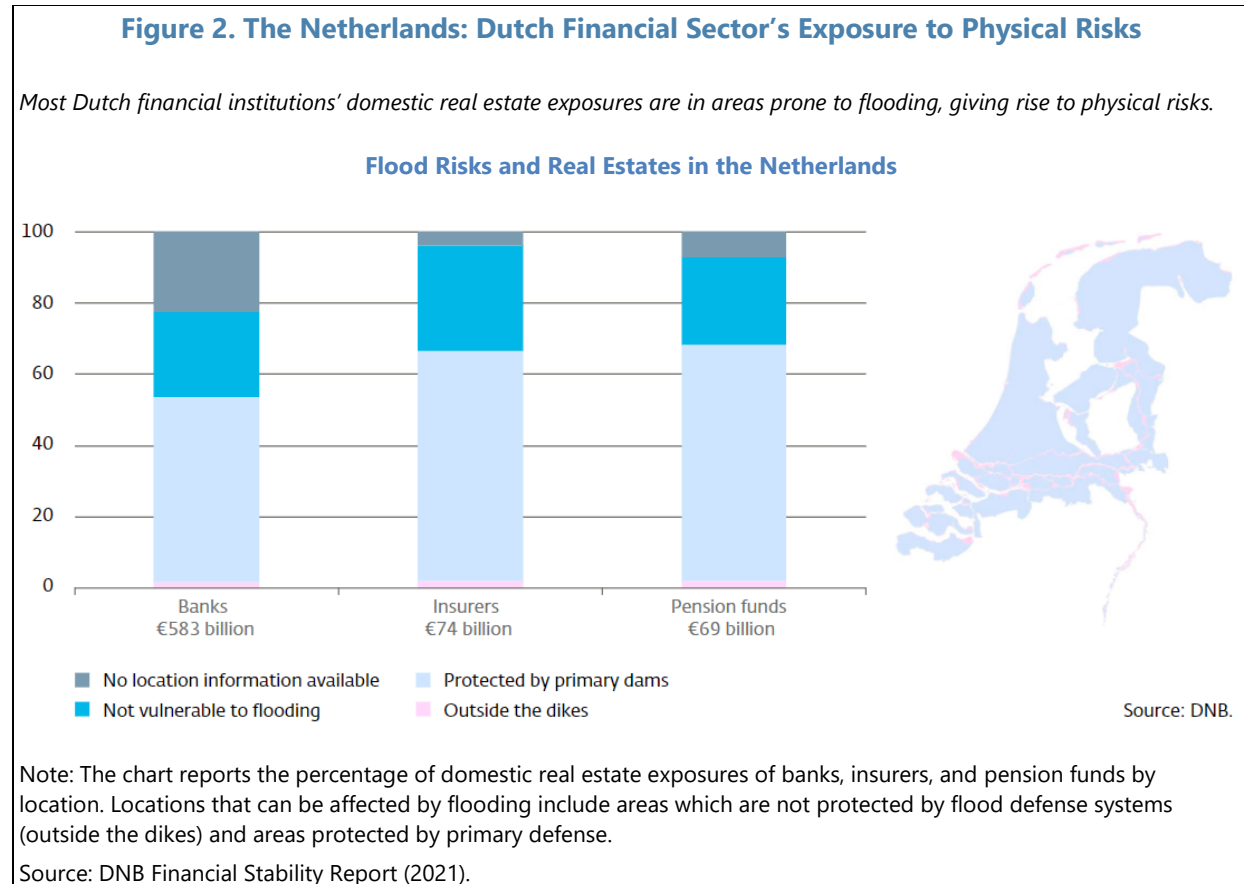 Figure 2. The Netherlands: Dutch Financial Sector’s Exposure to Physical Risks
Most Dutch financial institutions’ domestic real estate exposures are in areas prone to flooding, giving rise to physical risks.
Flood Risks and Real Estates in the Netherlands
100
80
60
40
20
0
Banks
€583 billion
Insurers
€74 billion
Pension funds
€69 billion
No location information available
Protected by primary dams
Not vulnerable to flooding
Outside the dikes
Source: DNB.
Note: The chart reports the percentage of domestic real estate exposures of banks, insurers, and pension funds by
location. Locations that can be affected by flooding include areas which are not protected by flood defense systems
(outside the dikes) and areas protected by primary defense.
Source: DNB Financial Stability Report (2021).